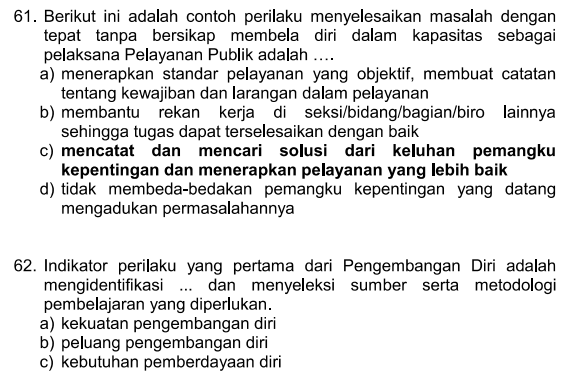 61. Berikut ini adalah contoh perilaku menyelesaikan masalah dengan
tepat tanpa bersikap membela diri dalam kapasitas sebagai
pelaksana Pelayanan Publik adalah ….
a) menerapkan standar pelayanan yang objektif, membuat catatan
tentang kewajiban dan larangan dalam pelayanan
b) membantu rekan kerja di seksi/bidang/bagian/biro lainnya
sehingga tugas dapat terselesaikan dengan baik
c) mencatat dan mencari solusi dari keluhan pemangku
kepentingan dan menerapkan pelayanan yang lebih baik
d) tidak membeda-bedakan pemangku kepentingan yang datang
mengadukan permasalahannya
62. Indikator perilaku yang pertama dari Pengembangan Diri adalah
mengidentifikasi ... dan menyeleksi sumber serta metodologi
pembelajaran yang diperlukan.
a) kekuatan pengembangan diri
b) peluang pengembangan diri
c) kebutuhan pemberdayaan diri